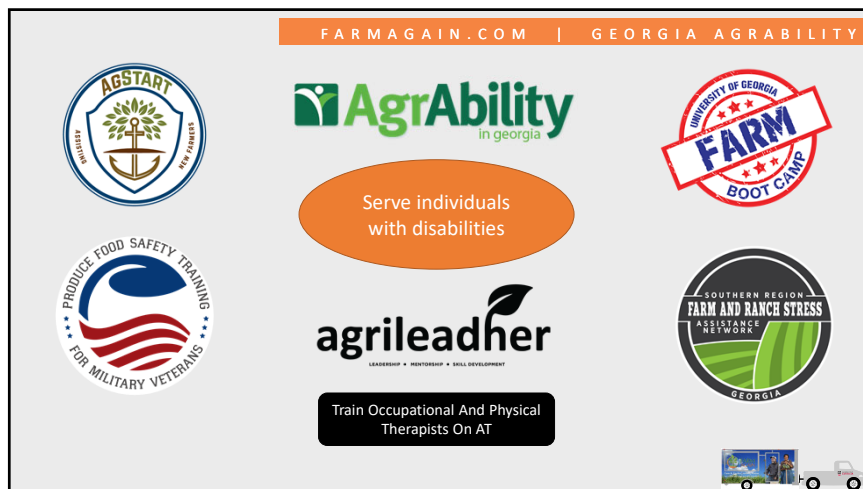 FARMAGAIN.COM | GEORGIA AGRABILITY
AGSTART
ASSISTING
NEW FARMERS
AgrAbility
in georgia
UNIVERSITY OF GEORGIA
FARM
BOOT CAMP
Serve individuals
with disabilities
PRODUCE FOOD SAFETY TRAINING
FOR MILITARY VETERANS
agrileadher
LEADERSHIP • MENTORSHIP • SKILL DEVELOPMENT
SOUTHERN REGION
FARM AND RANCH STRESS
ASSISTANCE
NETWORK
GEORGIA
Train Occupational And Physical
Therapists On AT